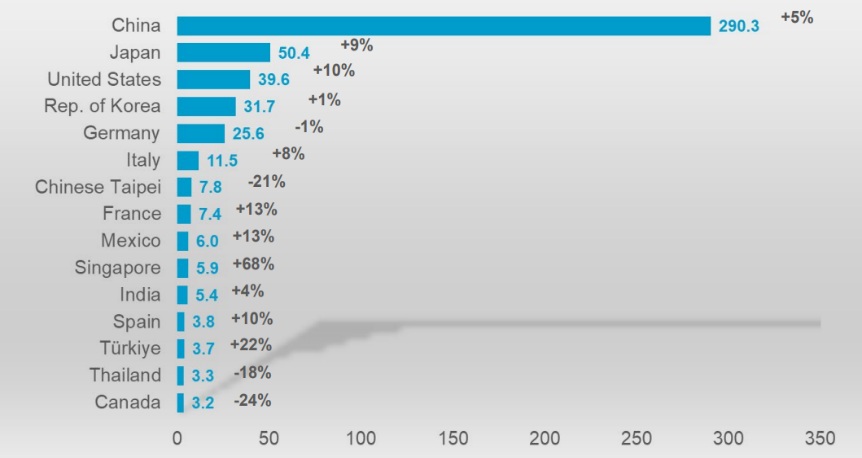 China 290.3 +5%
Japan 50.4 +9%
United States 39.6 +10%
Rep. of Korea 31.7 +1%
Germany 25.6 -1%
Italy 11.5 +8%
Chinese Taipei 7.8 -21%
France 7.4 +13%
Mexico 6.0 +13%
Singapore 5.9 +68%
India 5.4 +4%
Spain 3.8 +10%
Türkiye 3.7 +22%
Thailand 3.3 -18%
Canada 3.2 -24%
0 50 100 150 200 250 300 350